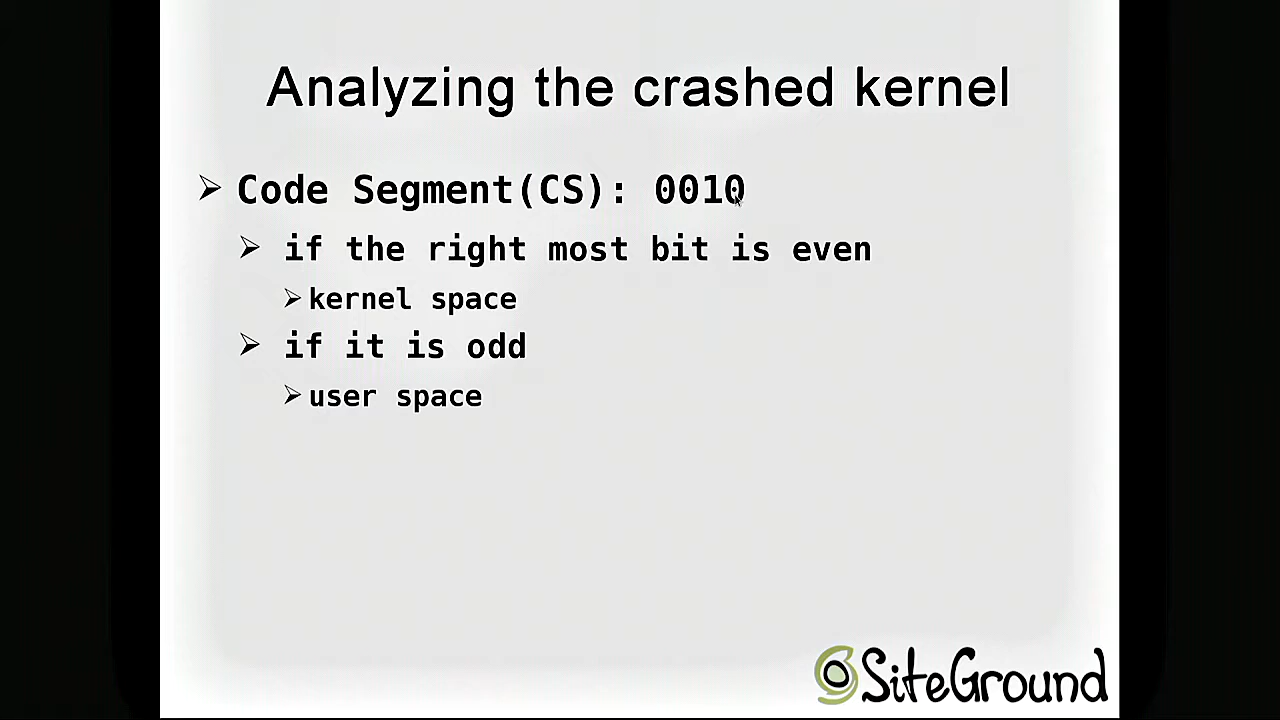 Analyzing the crashed kernel
Code Segment(CS): 0010
if the right most bit is even
kernel space
if it is odd
user space
SiteGround